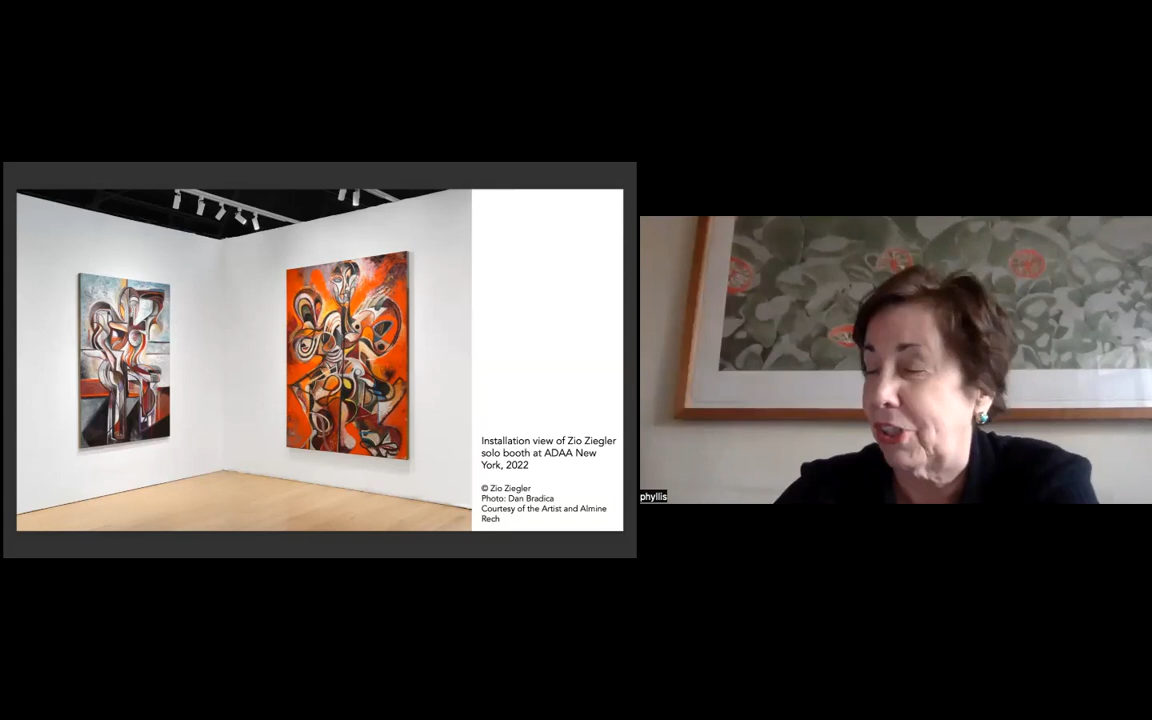 Installation view of Zio Ziegler
solo booth at ADAA New
York, 2022
© Zio Ziegler
Photo: Dan Bradica
Courtesy of the Artist and Almine
Rech
phyllis